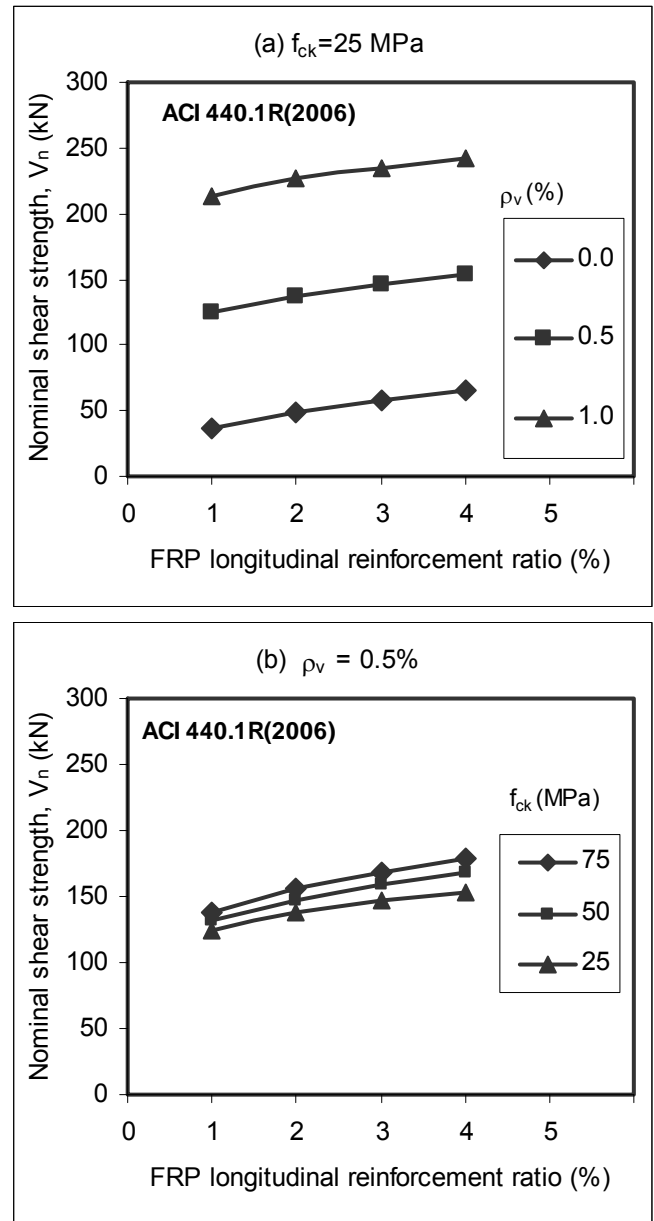 (a) fck=25 MPa
ACI 440.1R(2006)
Nominal shear strength, Vn (kN)
300
250
200
150
100
50
0
0 1 2 3 4 5
FRP longitudinal reinforcement ratio (%)
ρv (%)
0.0
0.5
1.0
(b) ρv = 0.5%
ACI 440.1R(2006)
Nominal shear strength, Vn (kN)
300
250
200
150
100
50
0
0 1 2 3 4 5
FRP longitudinal reinforcement ratio (%)
fck (MPa)
75
50
25